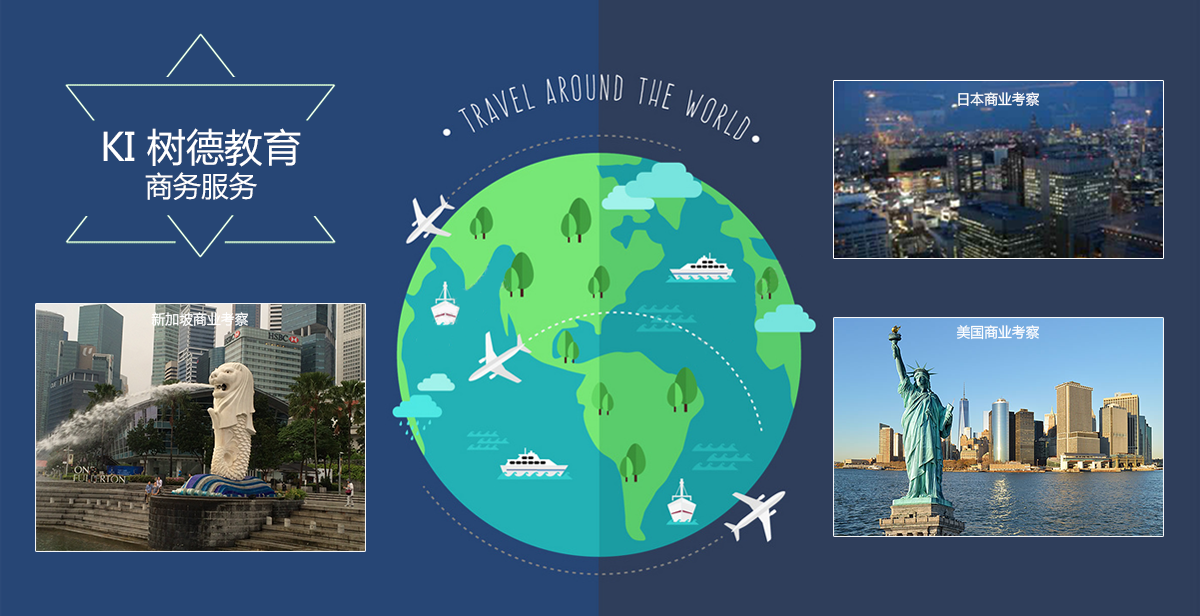 KI 树德教育
商务服务
TRAVEL AROUND THE WORLD
日本商业考察
新加坡商业考察
HSBC
ONE
FULLERTON
美国商业考察